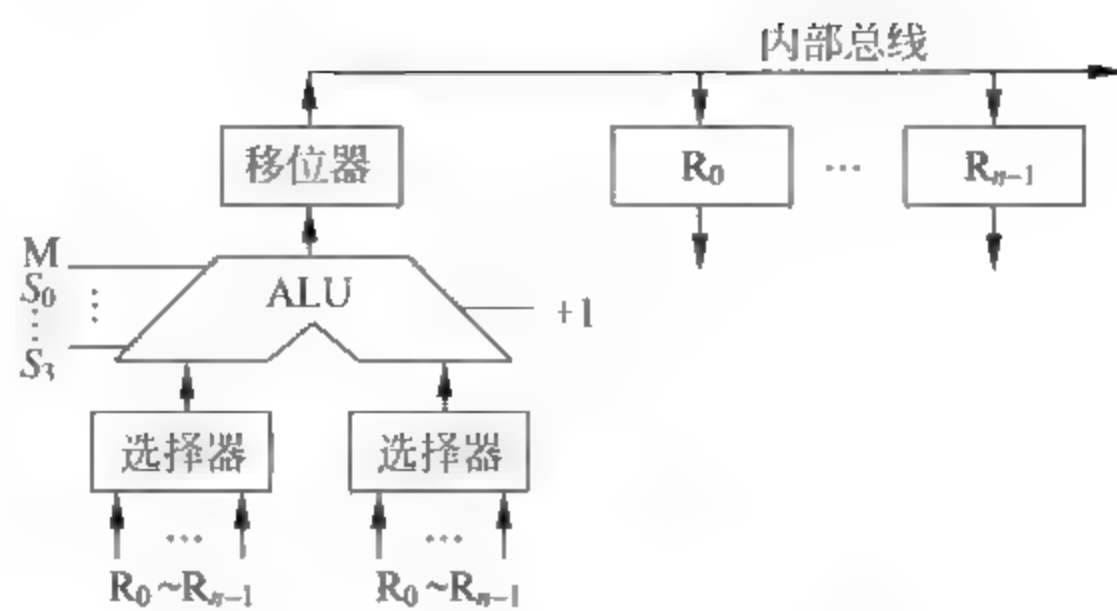 内部总线
移位器
R₀ … Rₙ₋₁
M
S₀
⋮ ⋮
S₃
ALU
+1
选择器 选择器
… …
R₀~Rₙ₋₁ R₀~Rₙ₋₁